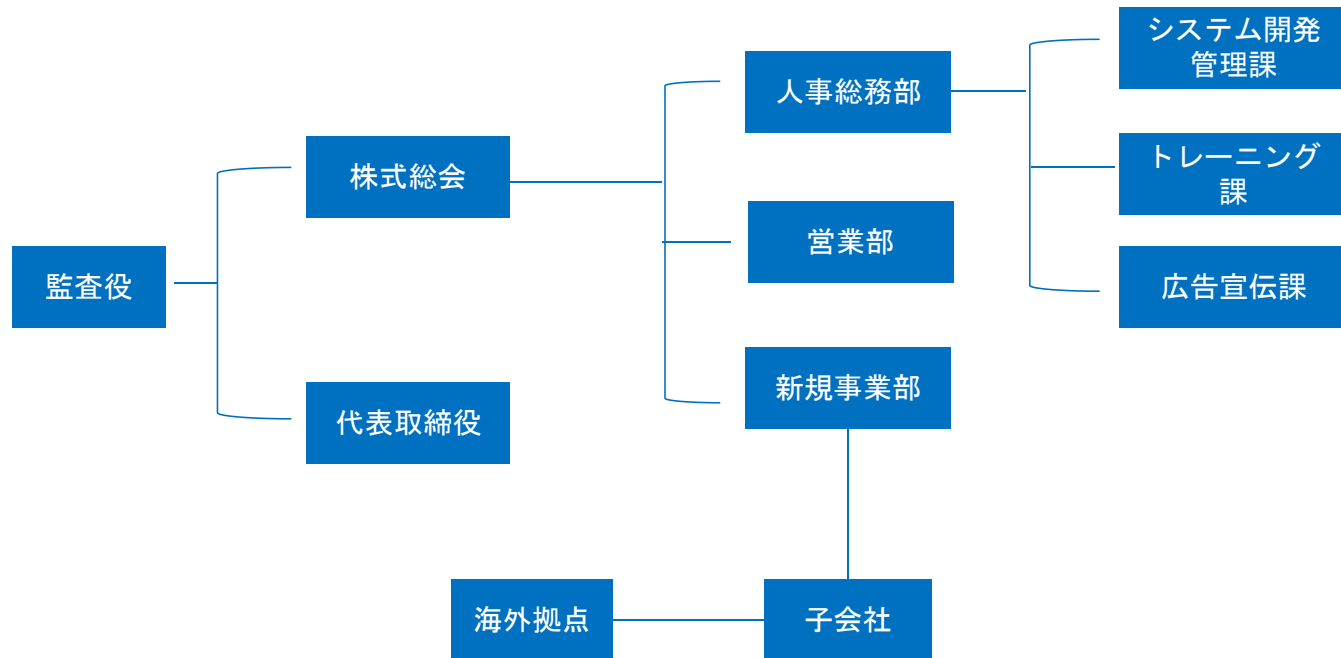 システム開発
管理課
人事総務部
トレーニング
課
株式総会
営業部
監査役
広告宣伝課
新規事業部
代表取締役
海外拠点
子会社